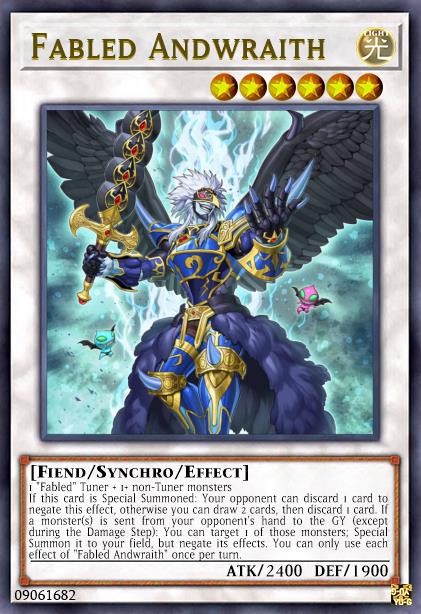 Fabled Andwraith
LIGHT
光
[Fiend/Synchro/Effect]
1 "Fabled" Tuner + 1+ non-Tuner monsters
If this card is Special Summoned: Your opponent can discard 1 card to
negate this effect, otherwise you can draw 2 cards, then discard 1 card. If
a monster(s) is sent from your opponent's hand to the GY (except
during the Damage Step): You can target 1 of those monsters; Special
Summon it to your field, but negate its effects. You can only use each
effect of "Fabled Andwraith" once per turn.
ATK/2400 DEF/1900
09061682